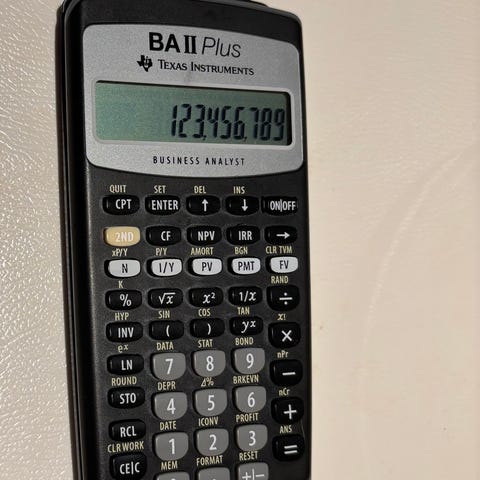 BA II Plus
TEXAS INSTRUMENTS
123,456,789
BUSINESS ANALYST
QUIT SET DEL INS
CPT ENTER ↑ ↓ ON|OFF
2ND CF NPV IRR →
xP/Y P/Y AMORT BGN CLR TVM
N I/Y PV PMT FV
K RAND
% √x x² 1/x ÷
HYP SIN COS TAN x!
INV ( ) yˣ ×
eˣ DATA STAT BOND nPr
LN 7 8 9 −
ROUND DEPR Δ% BRKEVN nCr
STO 4 5 6 +
DATE ICONV PROFIT ANS
RCL 1 2 3 =
CLR WORK MEM FORMAT RESET
CE|C +|−